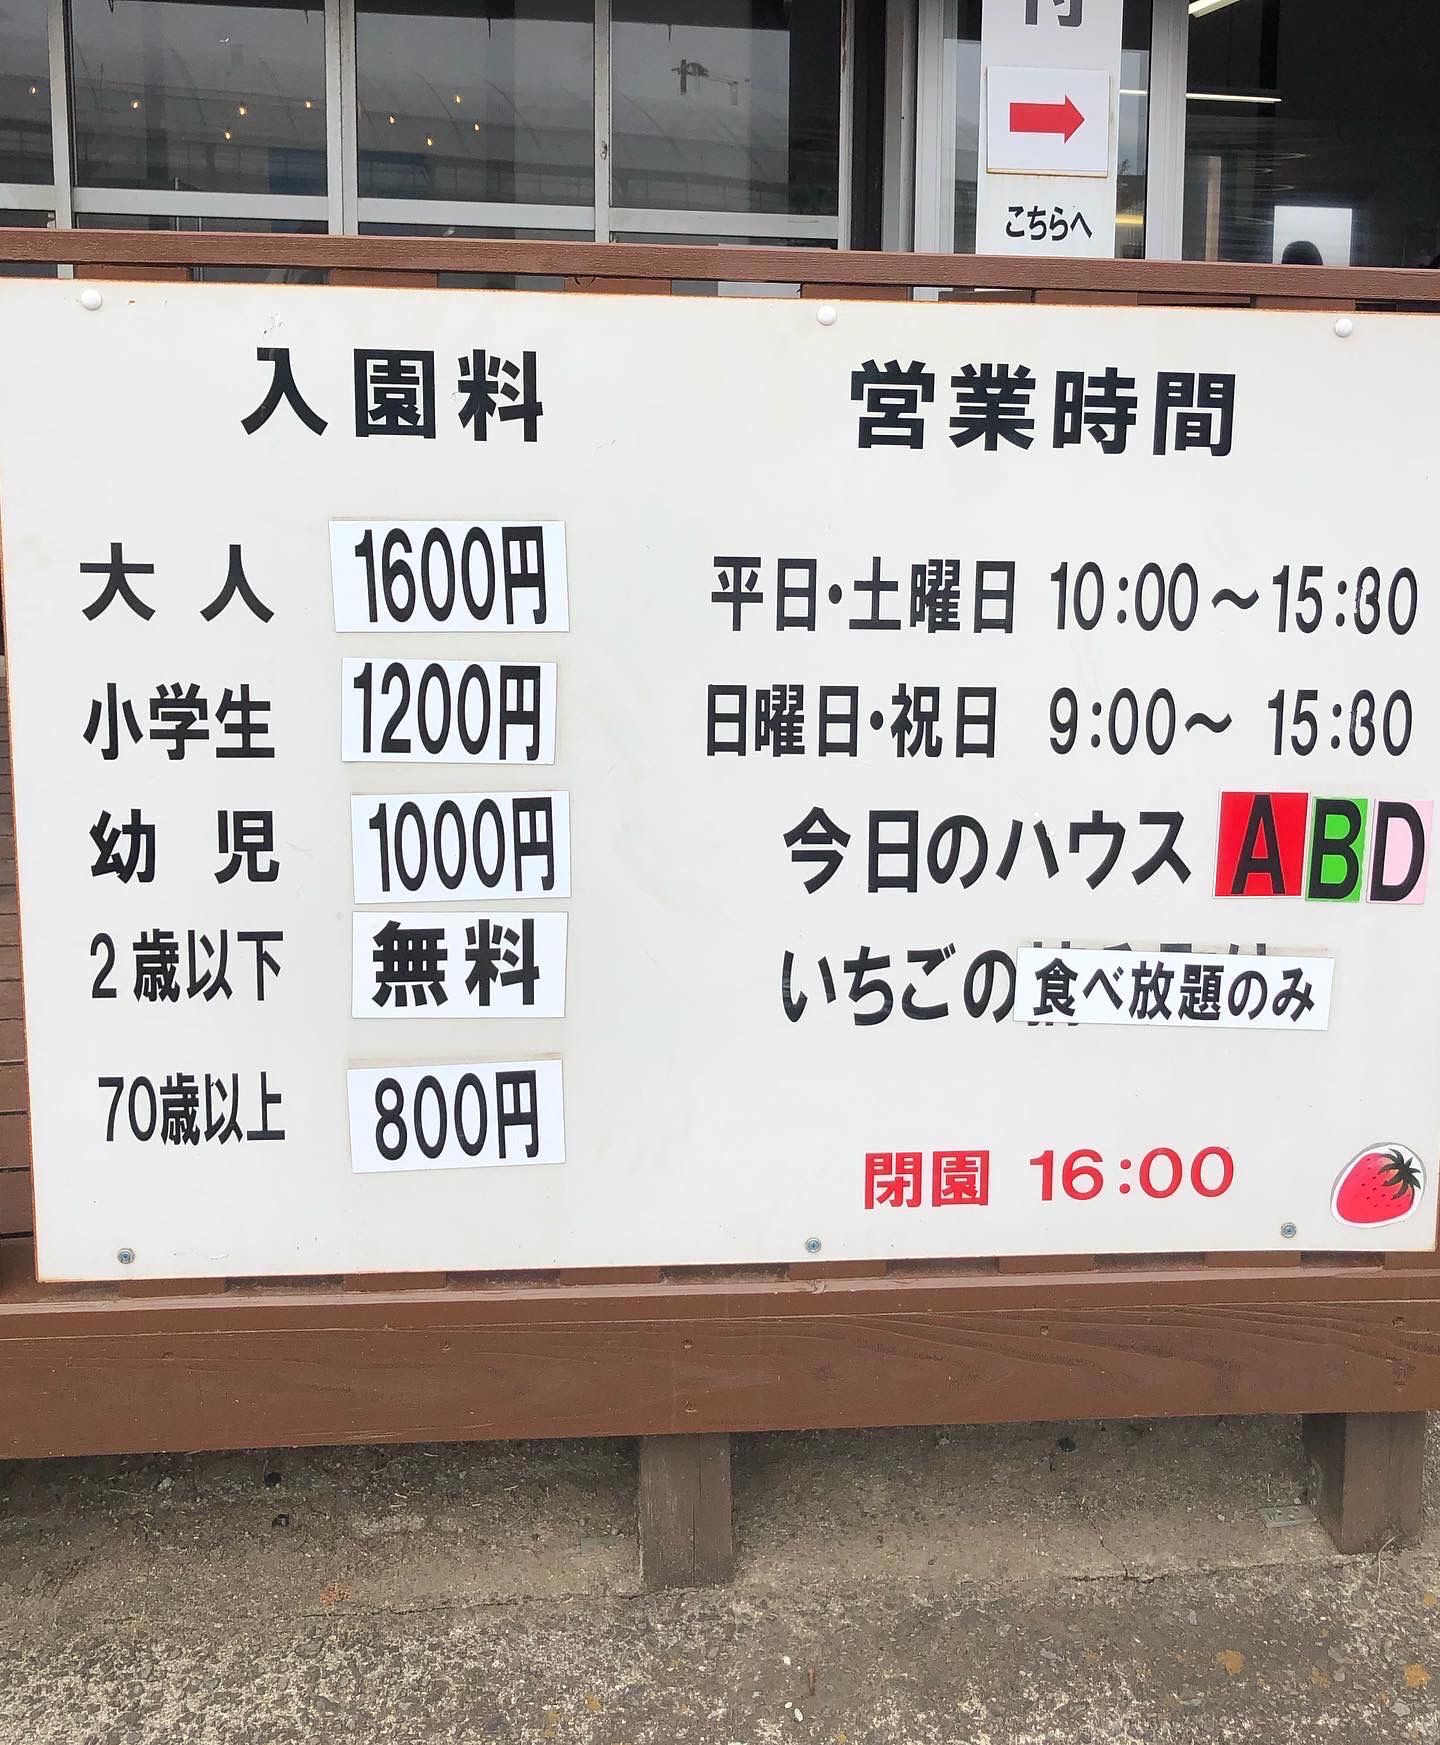 付
こちらへ
入園料
大人 1600円
小学生 1200円
幼児 1000円
2歳以下 無料
70歳以上 800円
営業時間
平日・土曜日 10:00~15:30
日曜日・祝日 9:00~ 15:30
今日のハウス ABD
いちごの食べ放題のみ
閉園 16:00